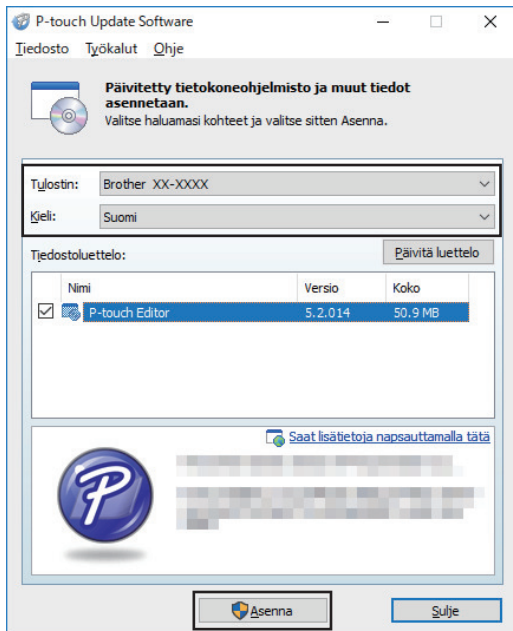 P-touch Update Software
Tiedosto Työkalut Ohje
Päivitetty tietokoneohjelmisto ja muut tiedot
asennetaan.
Valitse haluamasi kohteet ja valitse sitten Asenna.
Tulostin: Brother XX-XXXX
Kieli: Suomi
Tiedostoluettelo: Päivitä luettelo
Nimi Versio Koko
P-touch Editor 5.2.014 50.9 MB
Saat lisätietoja napsauttamalla tätä
Asenna Sulje